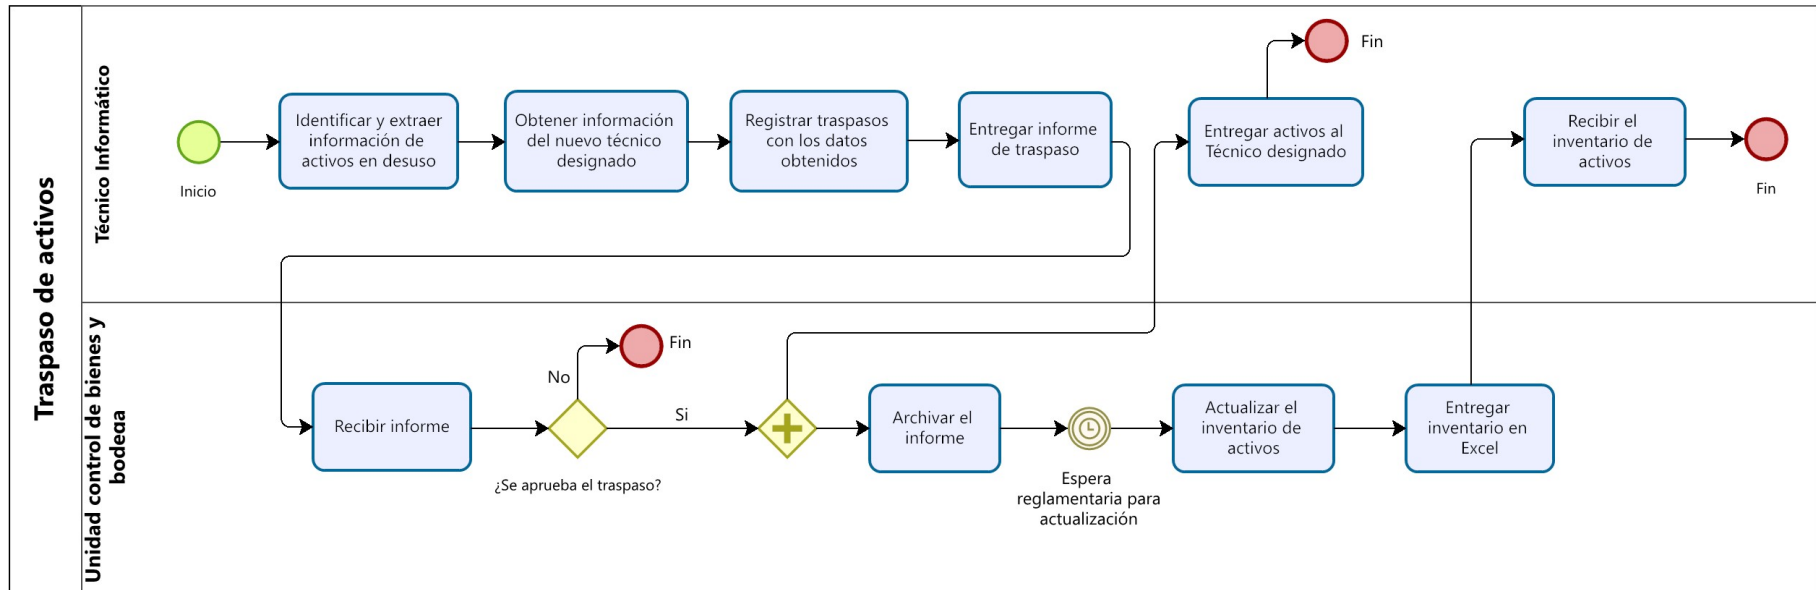 Traspaso de activos
Técnico Informático
Inicio
Identificar y extraer
información de
activos en desuso
Obtener información
del nuevo técnico
designado
Registrar traspasos
con los datos
obtenidos
Entregar informe
de traspaso
Entregar activos al
Técnico designado
Fin
Recibir el
inventario de
activos
Fin
Unidad control de bienes y
bodega
Recibir informe
¿Se aprueba el traspaso?
No
Fin
Si
Archivar el
informe
Espera
reglamentaria para
actualización
Actualizar el
inventario de
activos
Entregar
inventario en
Excel